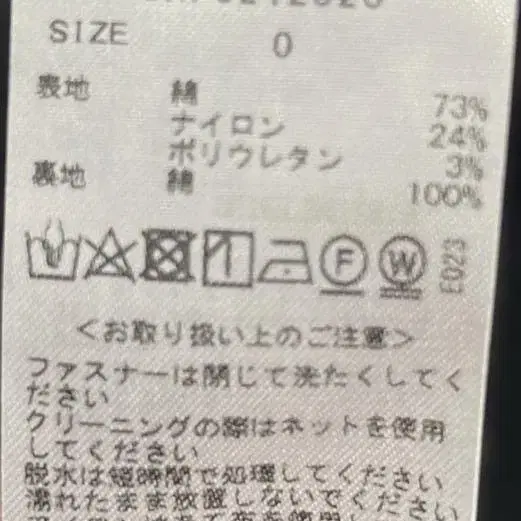 SIZE 0
表地 綿 73%
ナイロン 24%
ポリウレタン 3%
裏地 綿 100%
F W E023
<お取り扱い上のご注意>
ファスナーは閉じて洗たくしてく
ださい
クリーニングの際はネットを使用
してください
脱水は短時間で処理してください
濡れたまま放置しないでください